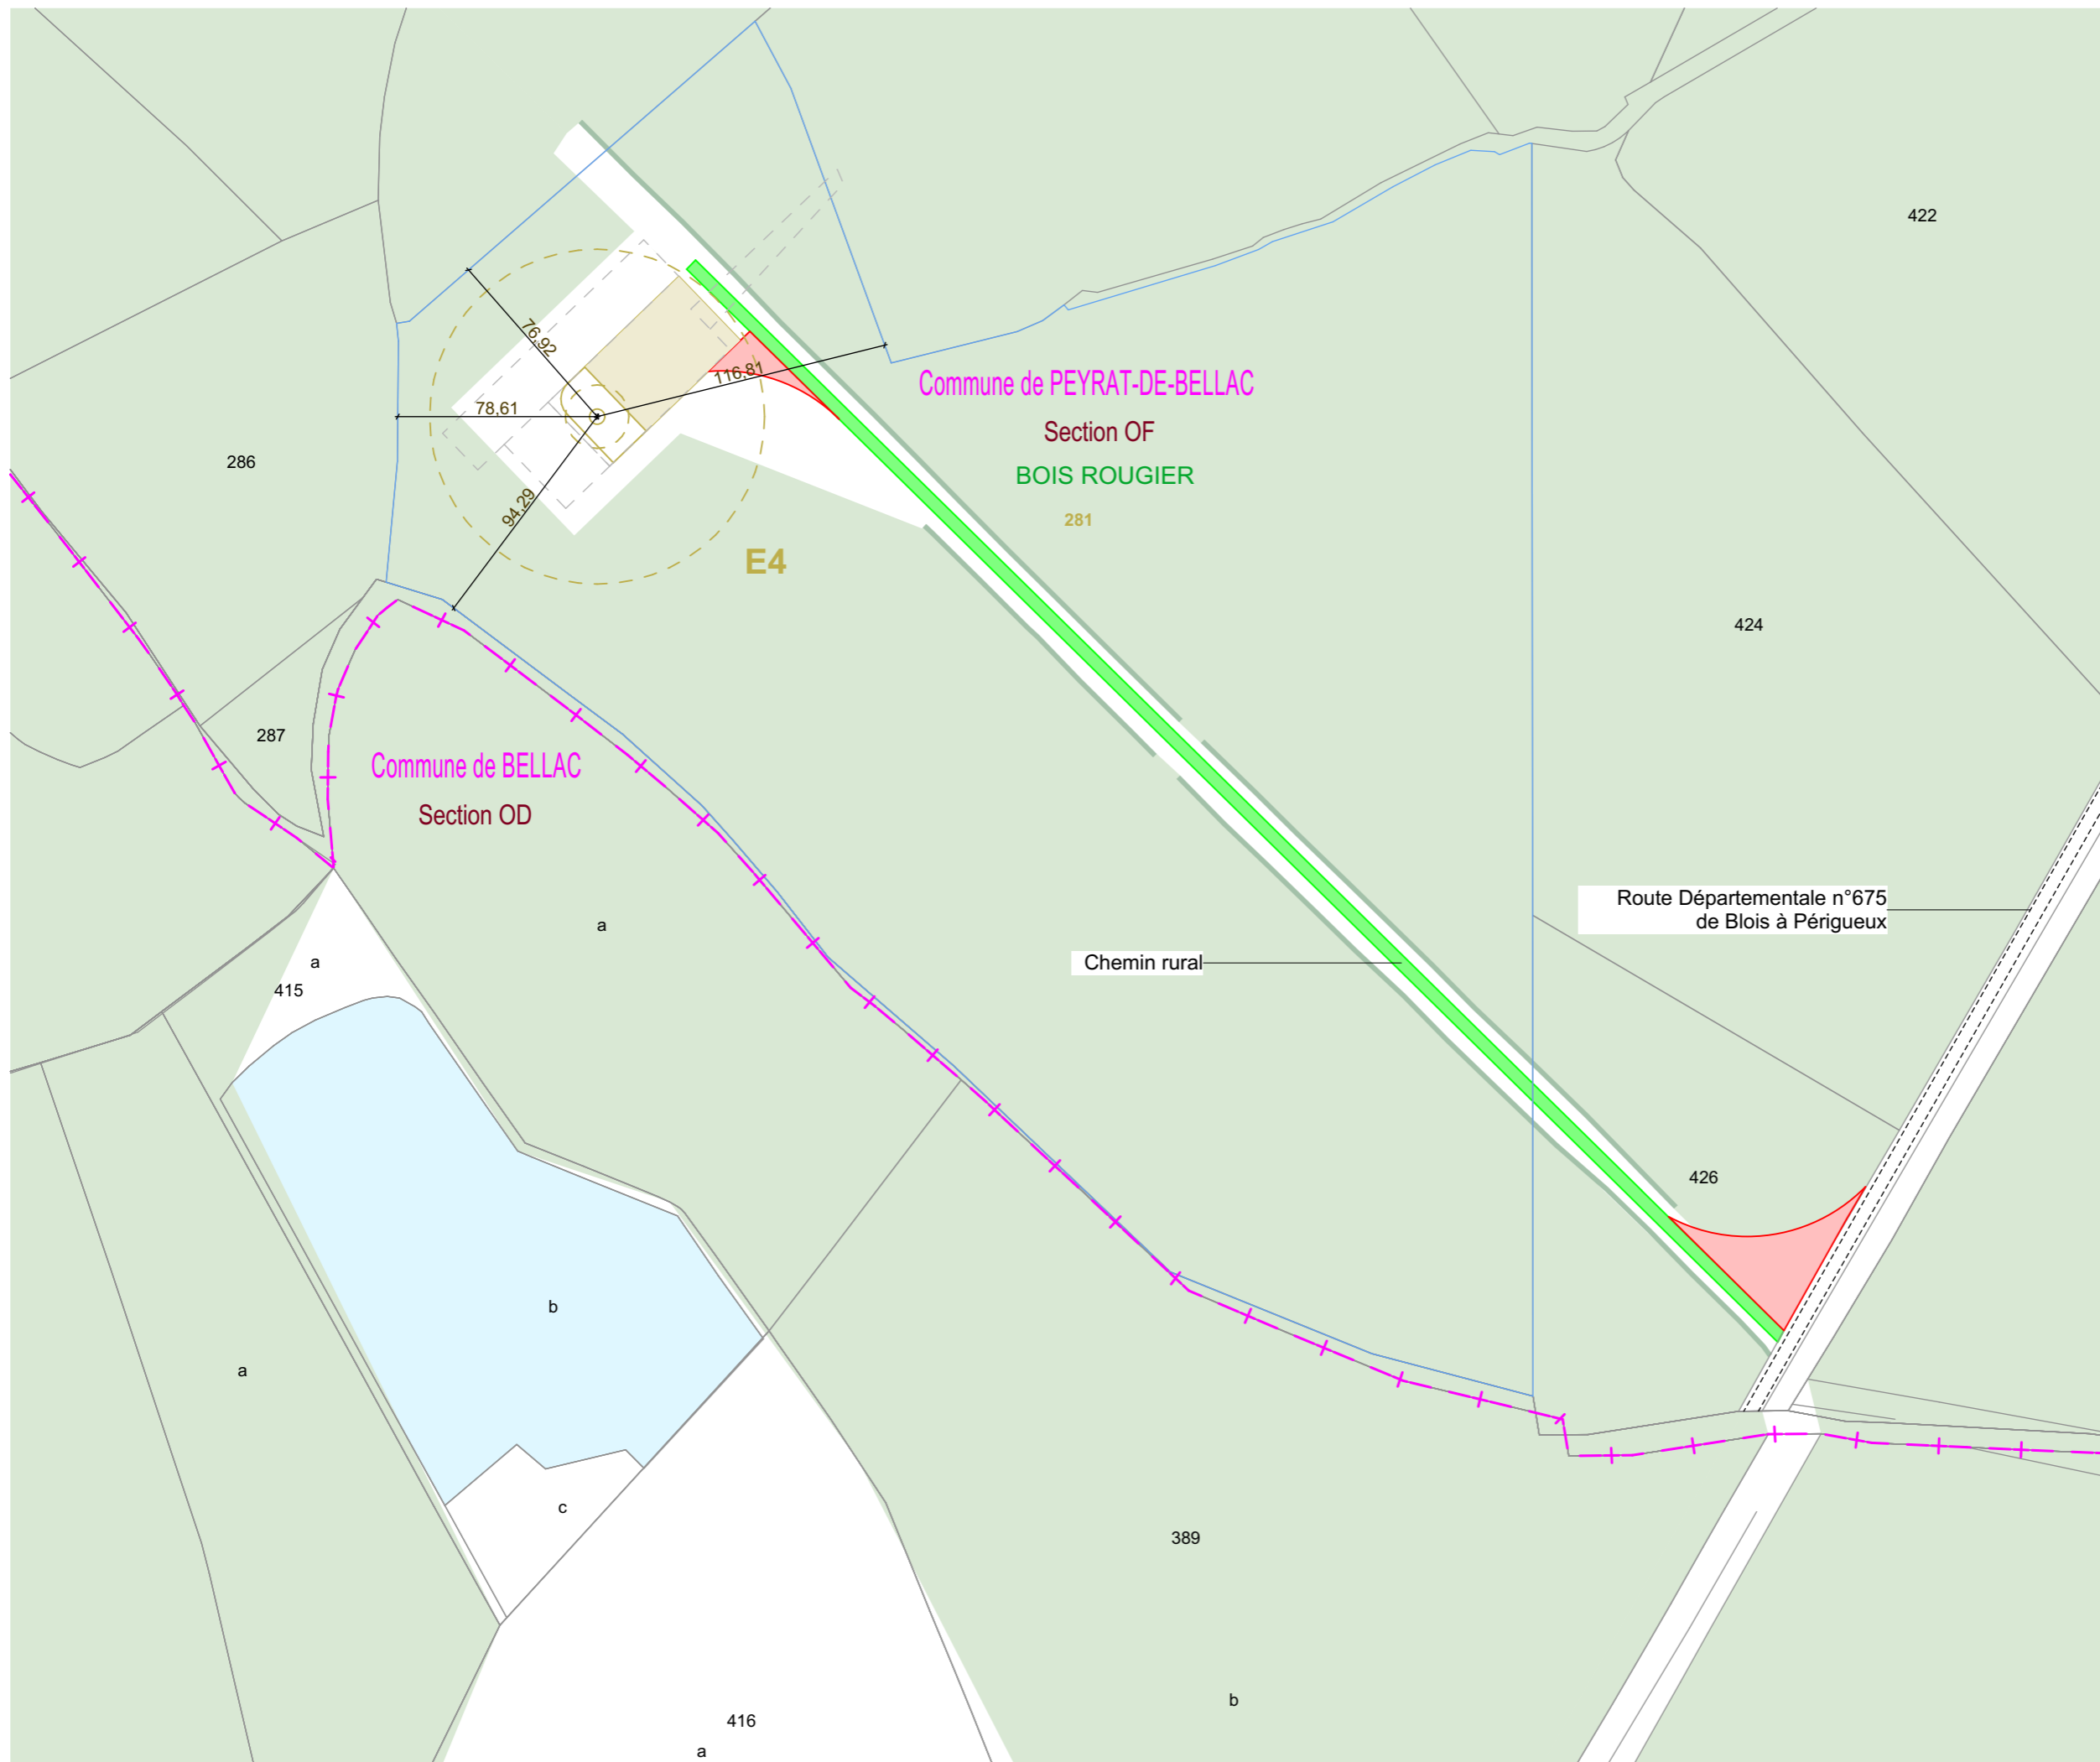 422
76,92
116,81
Commune de PEYRAT-DE-BELLAC
78,61
Section OF
286
BOIS ROUGIER
94,29
281
E4
424
287
Commune de BELLAC
Section OD
Route Départementale n°675
de Blois à Périgueux
a
Chemin rural
a
415
426
b
a
c
389
b
416
a